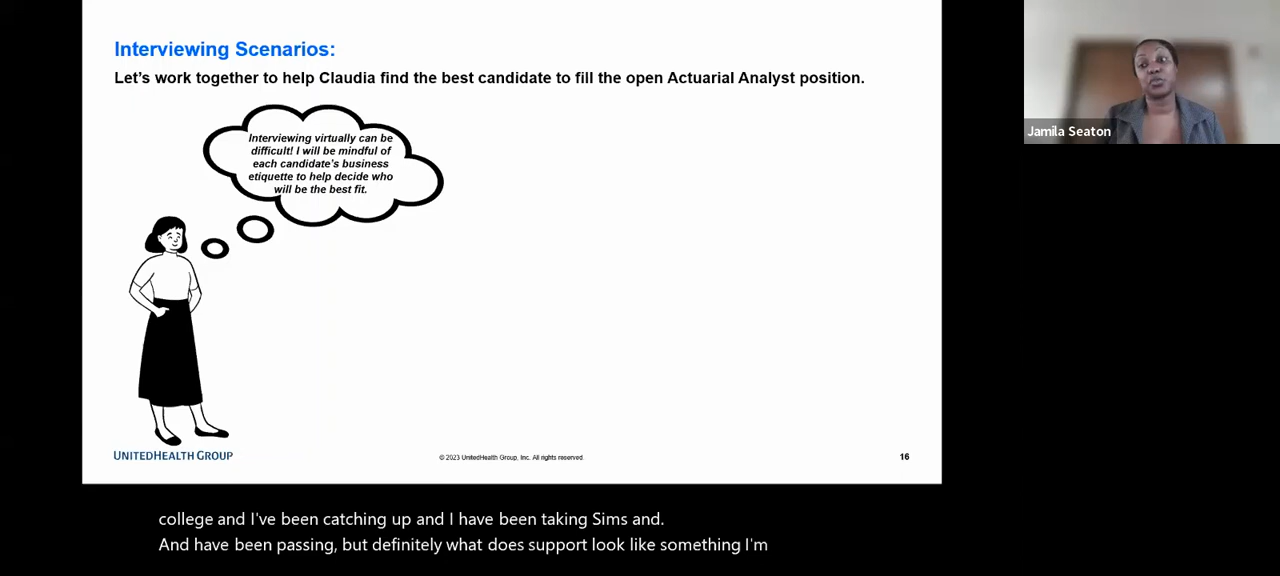 Interviewing Scenarios:
Let's work together to help Claudia find the best candidate to fill the open Actuarial Analyst position.
Interviewing virtually can be
difficult! I will be mindful of
each candidate's business
etiquette to help decide who
will be the best fit.
Jamila Seaton
UNITEDHEALTH GROUP
© 2023 UnitedHealth Group, Inc. All rights reserved.
16
college and I've been catching up and I have been taking Sims and.
And have been passing, but definitely what does support look like something I'm